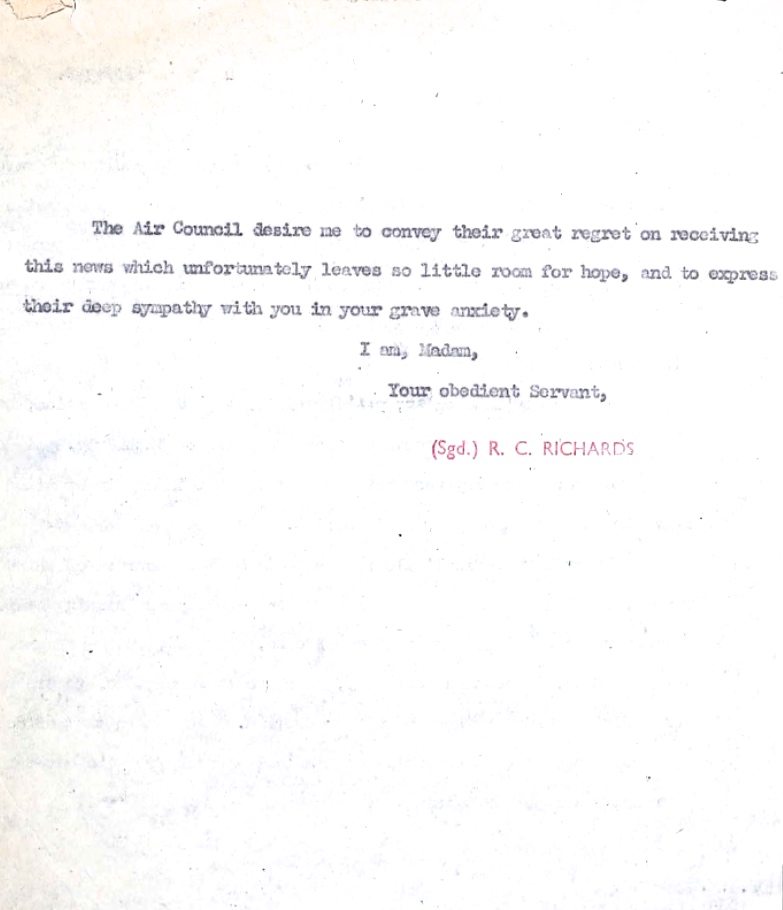 The Air Council desire me to convey their great regret on receiving
this news which unfortunately leaves so little room for hope, and to express
their deep sympathy with you in your grave anxiety.
I am, Madam,
Your obedient Servant,
(Sgd.) R. C. RICHARDS